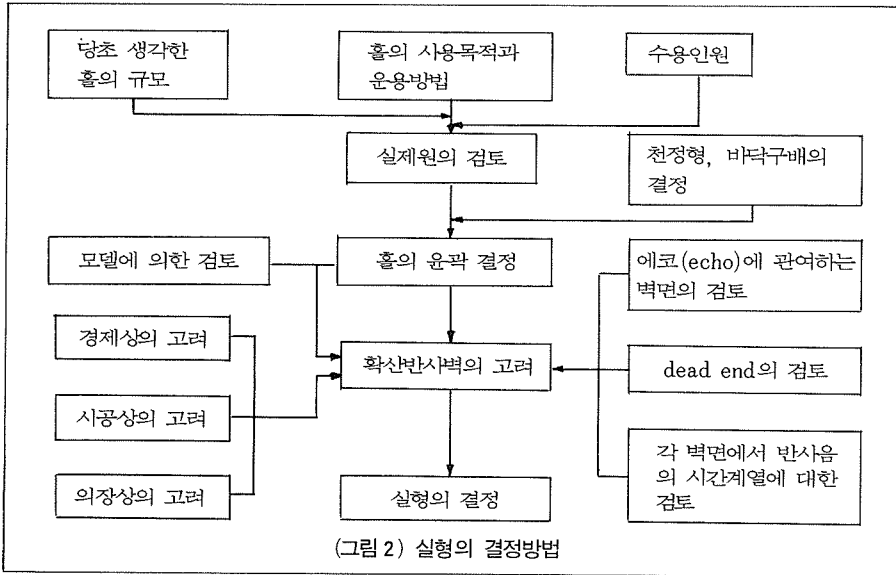 당초 생각한
홀의 규모
홀의 사용목적과
운용방법
수용인원
실제원의 검토
천정형, 바닥구배의
결정
모델에 의한 검토
홀의 윤곽 결정
에코(echo)에 관여하는
벽면의 검토
경제상의 고려
확산반사벽의 고려
dead end의 검토
시공상의 고려
각 벽면에서 반사음
의 시간계열에 대한
검토
의장상의 고려
실형의 결정
(그림 2) 실형의 결정방법